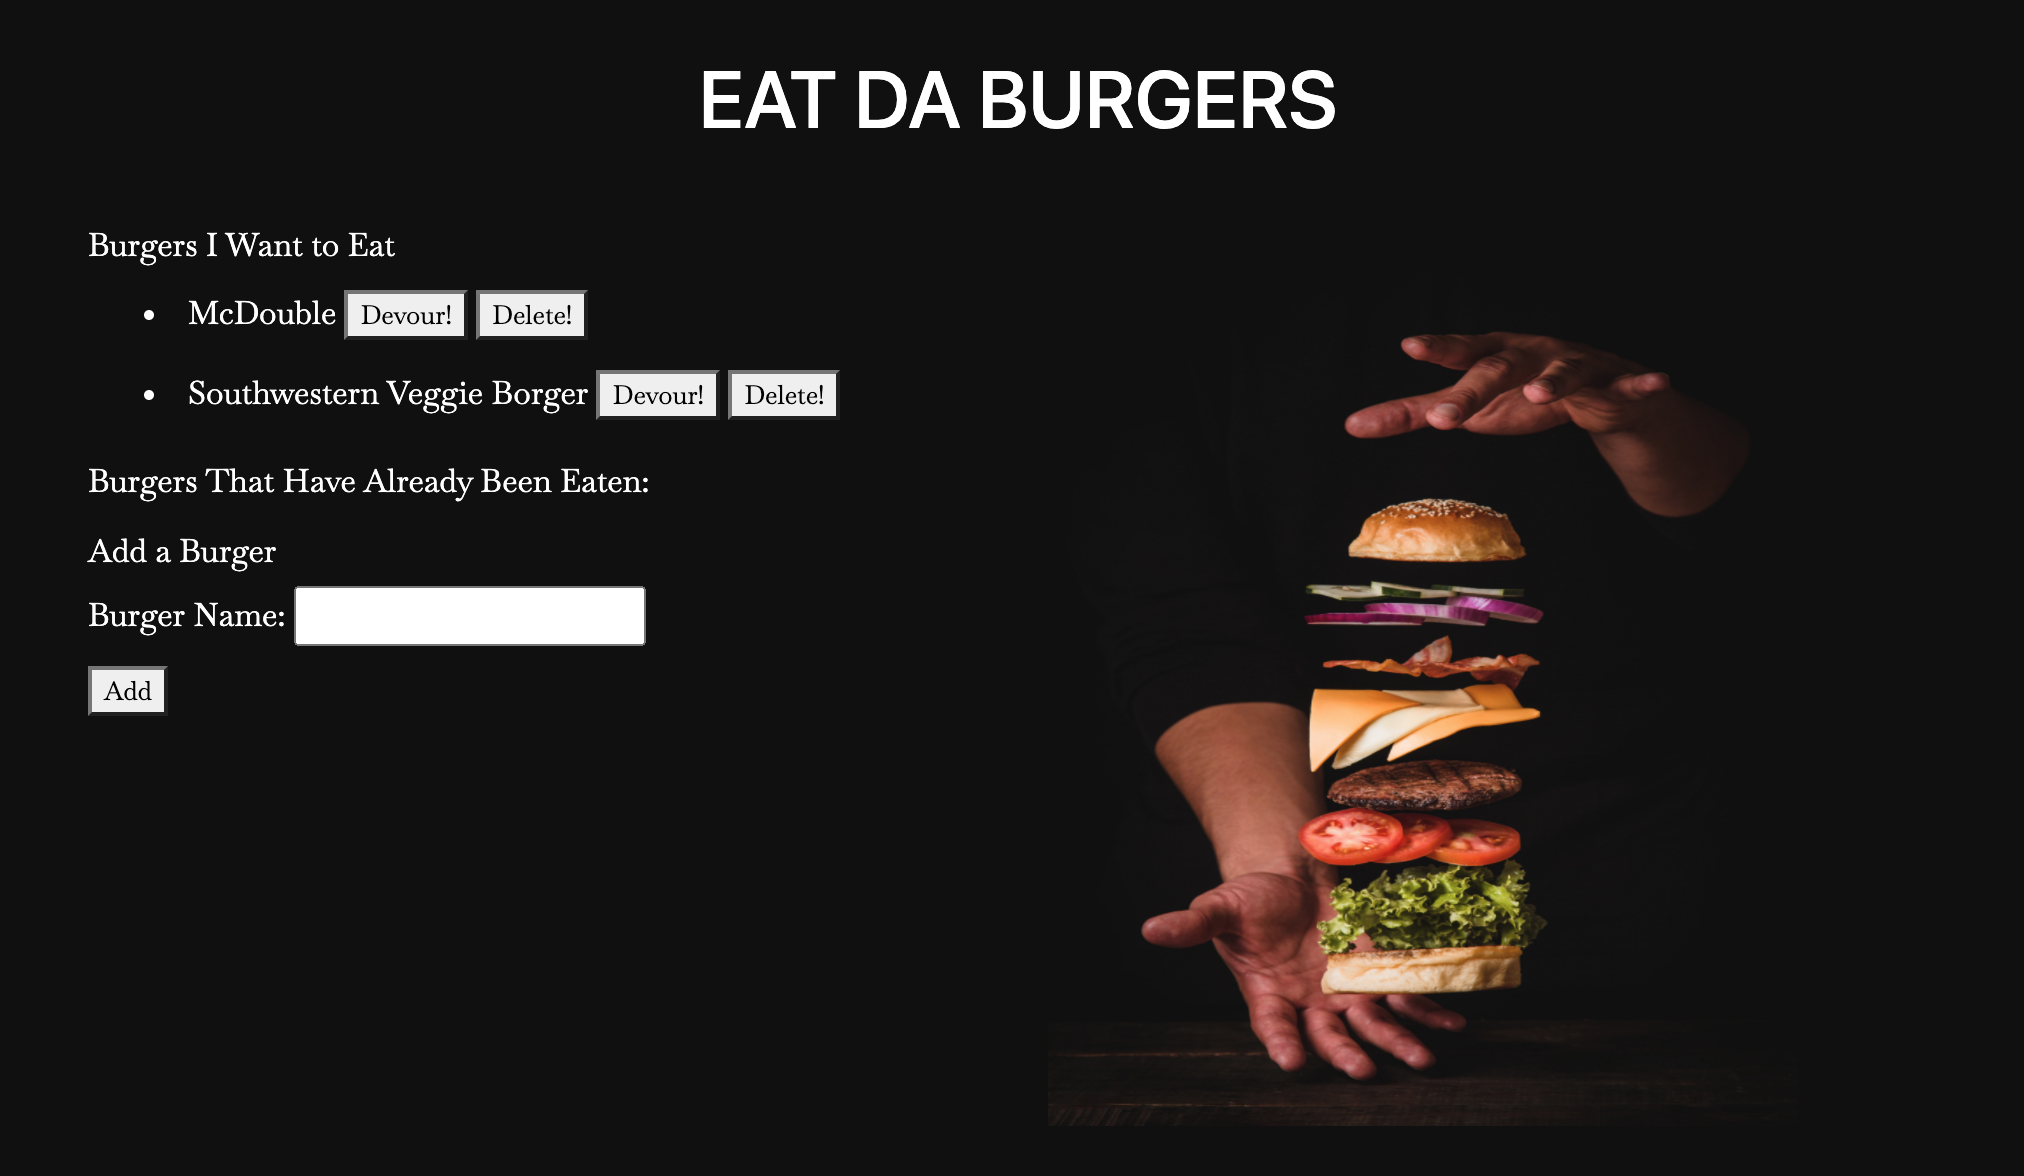 EAT DA BURGERS
Burgers I Want to Eat
McDouble Devour! Delete!
Southwestern Veggie Borger Devour! Delete!
Burgers That Have Already Been Eaten:
Add a Burger
Burger Name:
Add